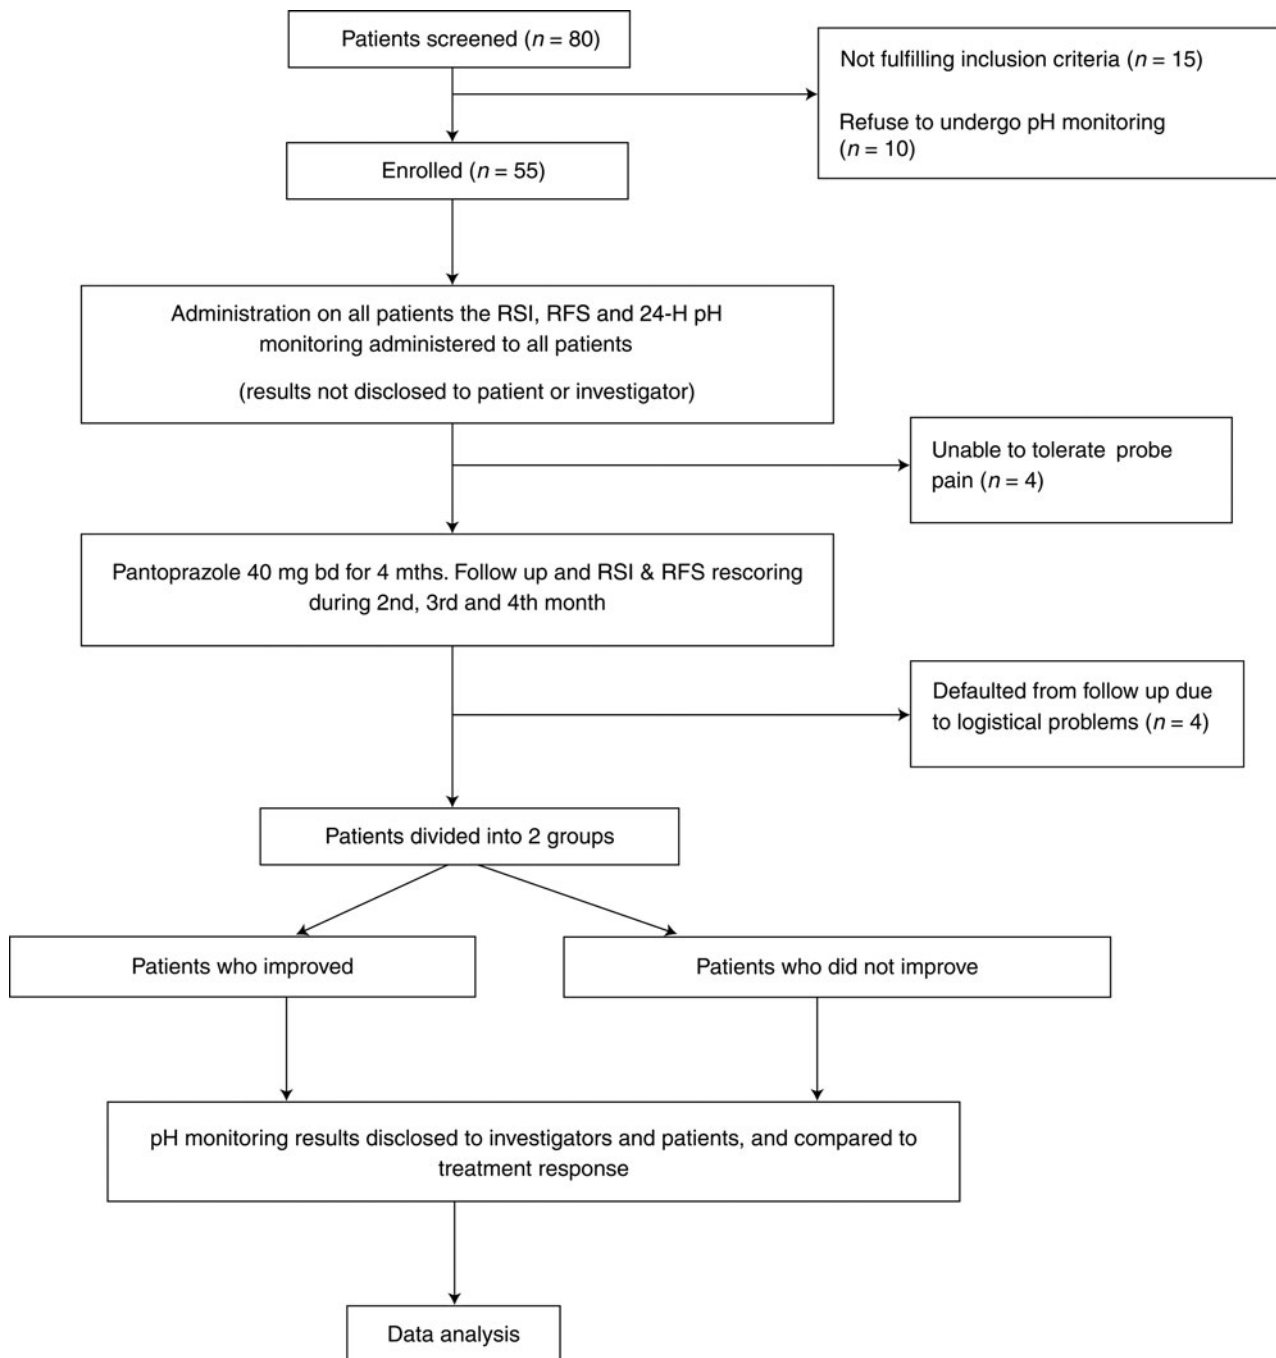 Patients screened (n = 80)
Not fulfilling inclusion criteria (n = 15)
Refuse to undergo pH monitoring
(n = 10)
Enrolled (n = 55)
Administration on all patients the RSI, RFS and 24-H pH
monitoring administered to all patients
(results not disclosed to patient or investigator)
Unable to tolerate probe
pain (n = 4)
Pantoprazole 40 mg bd for 4 mths. Follow up and RSI & RFS rescoring
during 2nd, 3rd and 4th month
Defaulted from follow up due
to logistical problems (n = 4)
Patients divided into 2 groups
Patients who improved
Patients who did not improve
pH monitoring results disclosed to investigators and patients, and compared to
treatment response
Data analysis